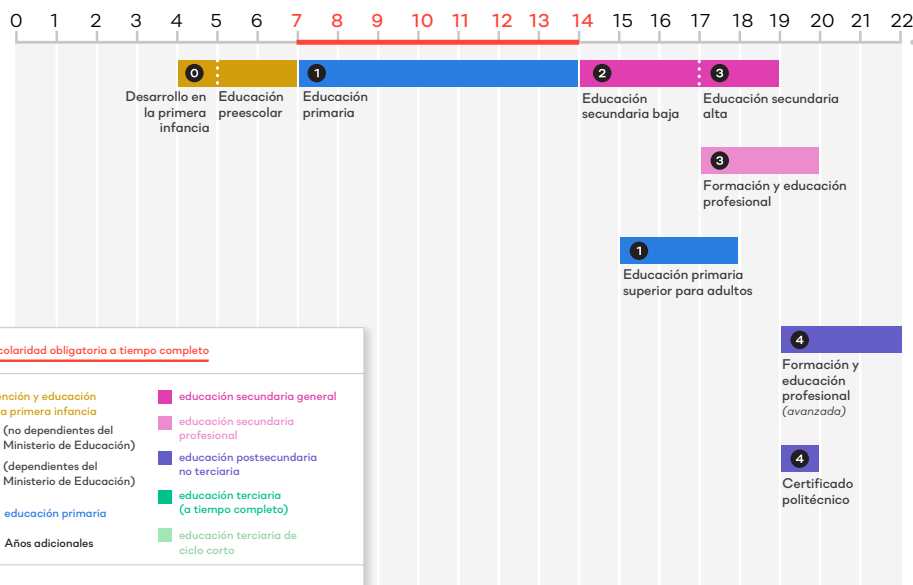 0 1 2 3 4 5 6 7 8 9 10 11 12 13 14 15 16 17 18 19 20 21 22
0
1
2
3
Desarrollo en
la primera
infancia
Educación
preescolar
Educación
primaria
Educación
secundaria baja
Educación secundaria
alta
3
Formación y educación
profesional
1
Educación primaria
superior para adultos
4
Formación y
educación
profesional
(avanzada)
4
Certificado
politécnico
colaridad obligatoria a tiempo completo
nción y educación
a primera infancia
(no dependientes del
Ministerio de Educación)
(dependientes del
Ministerio de Educación)
educación primaria
Años adicionales
educación secundaria general
educación secundaria
profesional
educación postsecundaria
no terciaria
educación terciaria
(a tiempo completo)
educación terciaria de
ciclo corto